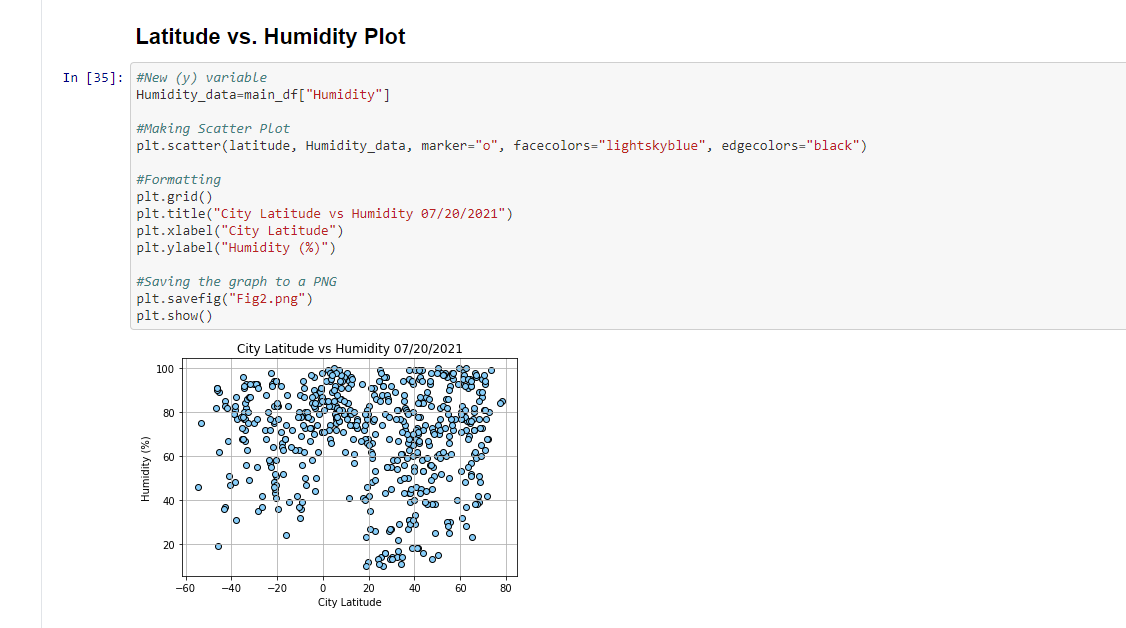 Latitude vs. Humidity Plot
In [35]:
#New (y) variable
Humidity_data=main_df["Humidity"]
#Making Scatter Plot
plt.scatter(latitude, Humidity_data, marker="o", facecolors="lightskyblue", edgecolors="black")
#Formatting
plt.grid()
plt.title("City Latitude vs Humidity 07/20/2021")
plt.xlabel("City Latitude")
plt.ylabel("Humidity (%)")
#Saving the graph to a PNG
plt.savefig("Fig2.png")
plt.show()
City Latitude vs Humidity 07/20/2021
Humidity (%)
100
80
60
40
20
−60 −40 −20 0 20 40 60 80
City Latitude